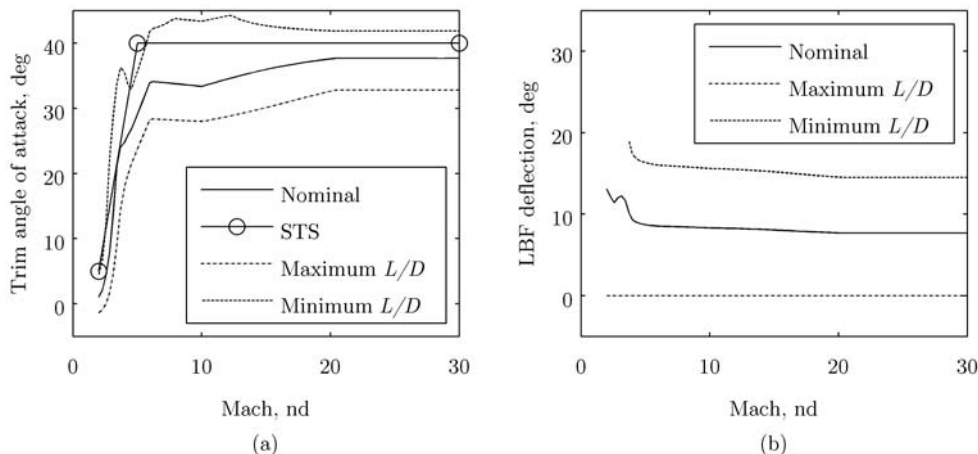 Trim angle of attack, deg
40
30
20
10
0
Nominal
STS
Maximum L/D
Minimum L/D
0
10
20
30
Mach, nd
(a)
LBF deflection, deg
30
20
10
0
Nominal
Maximum L/D
Minimum L/D
0
10
20
30
Mach, nd
(b)